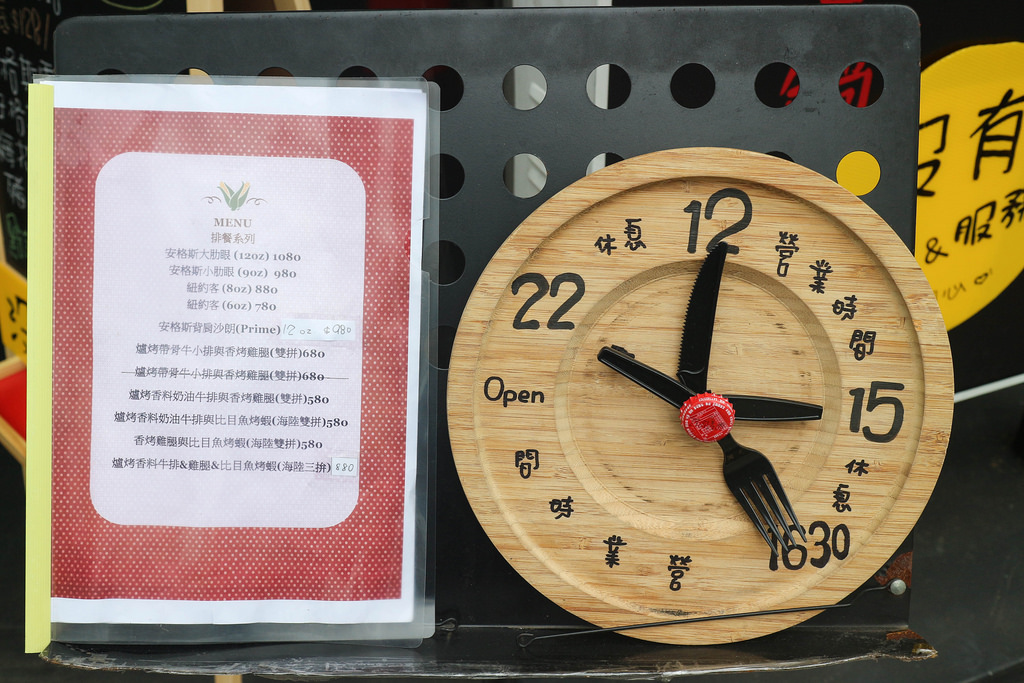 MENU
排餐系列
安格斯大肋眼 (12oz) 1080
安格斯小肋眼 (9oz) 980
紐約客 (8oz) 880
紐約客 (6oz) 780
安格斯背肩沙朗(Prime) 12oz $980
爐烤帶骨牛小排與香烤雞腿(雙拼)680
爐烤帶骨牛小排與香烤雞腿(雙拼)680
爐烤香料奶油牛排與香烤雞腿(雙拼)580
爐烤香料奶油牛排與比目魚烤蝦(海陸雙拼)580
香烤雞腿與比目魚烤蝦(海陸雙拼)580
爐烤香料牛排&雞腿&比目魚烤蝦(海陸三拚) 880
12
營業時間
15
休息
1630
營業時間
Open
22
休息
有
& 服務
心